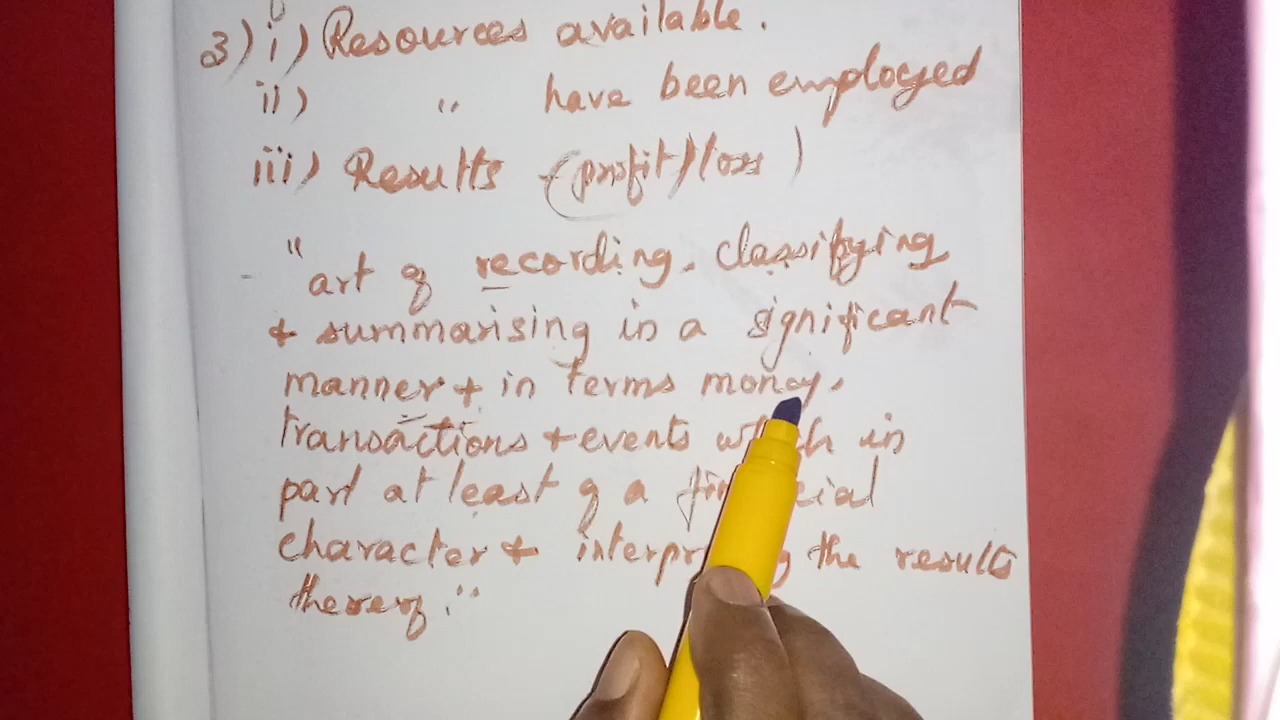 3) i) Resources available.
ii) " have been employed
iii) Results - (profit/loss)
"art of recording, classifying
& summarising in a significant
manner & in terms money,
transactions & events which in
part at least of a financial
character & interpreting the results
thereof."